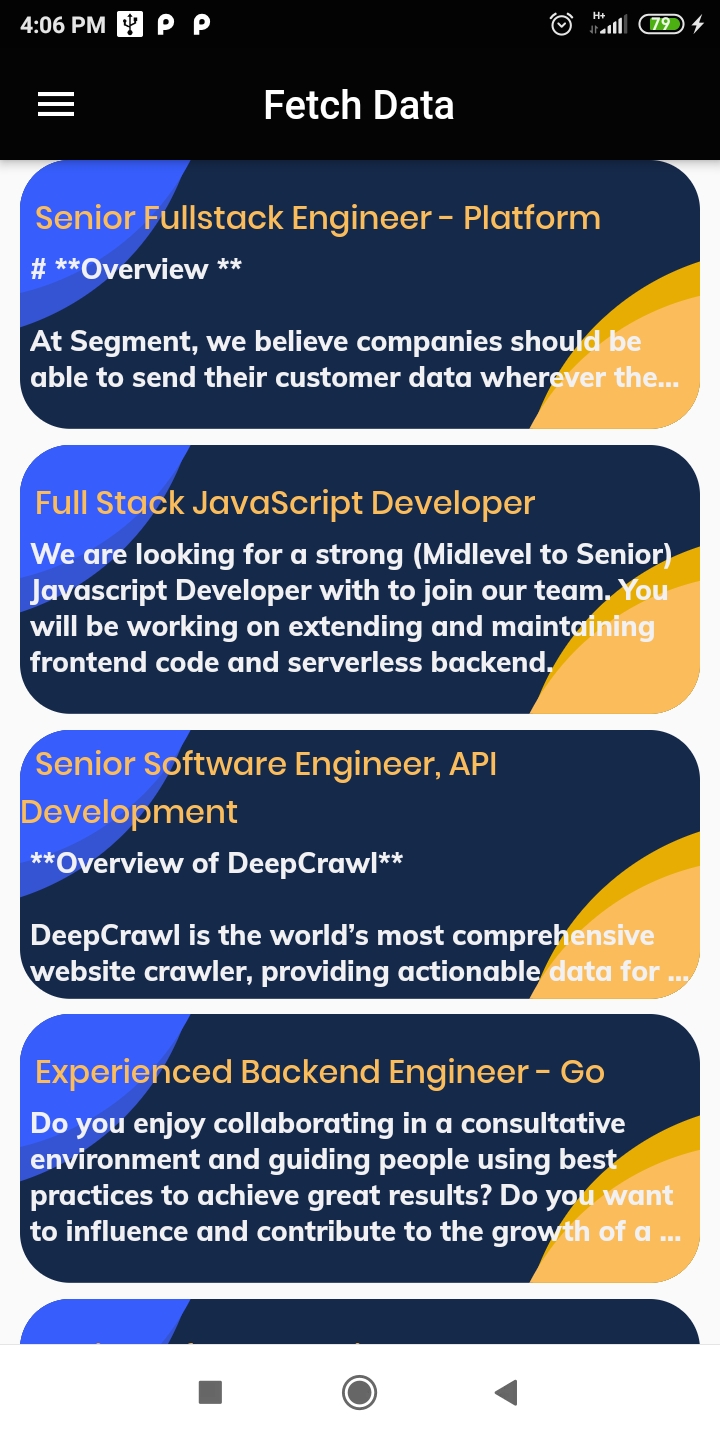 4:06 PM
H+
79
Fetch Data
Senior Fullstack Engineer - Platform
# **Overview **
At Segment, we believe companies should be
able to send their customer data wherever the...
Full Stack JavaScript Developer
We are looking for a strong (Midlevel to Senior)
Javascript Developer with to join our team. You
will be working on extending and maintaining
frontend code and serverless backend.
Senior Software Engineer, API
Development
**Overview of DeepCrawl**
DeepCrawl is the world’s most comprehensive
website crawler, providing actionable data for ...
Experienced Backend Engineer - Go
Do you enjoy collaborating in a consultative
environment and guiding people using best
practices to achieve great results? Do you want
to influence and contribute to the growth of a ...